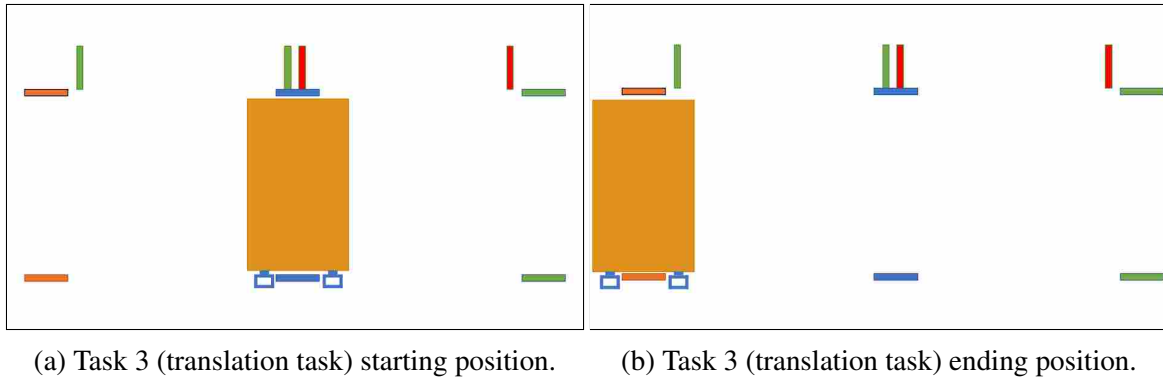 (a) Task 3 (translation task) starting position.
(b) Task 3 (translation task) ending position.